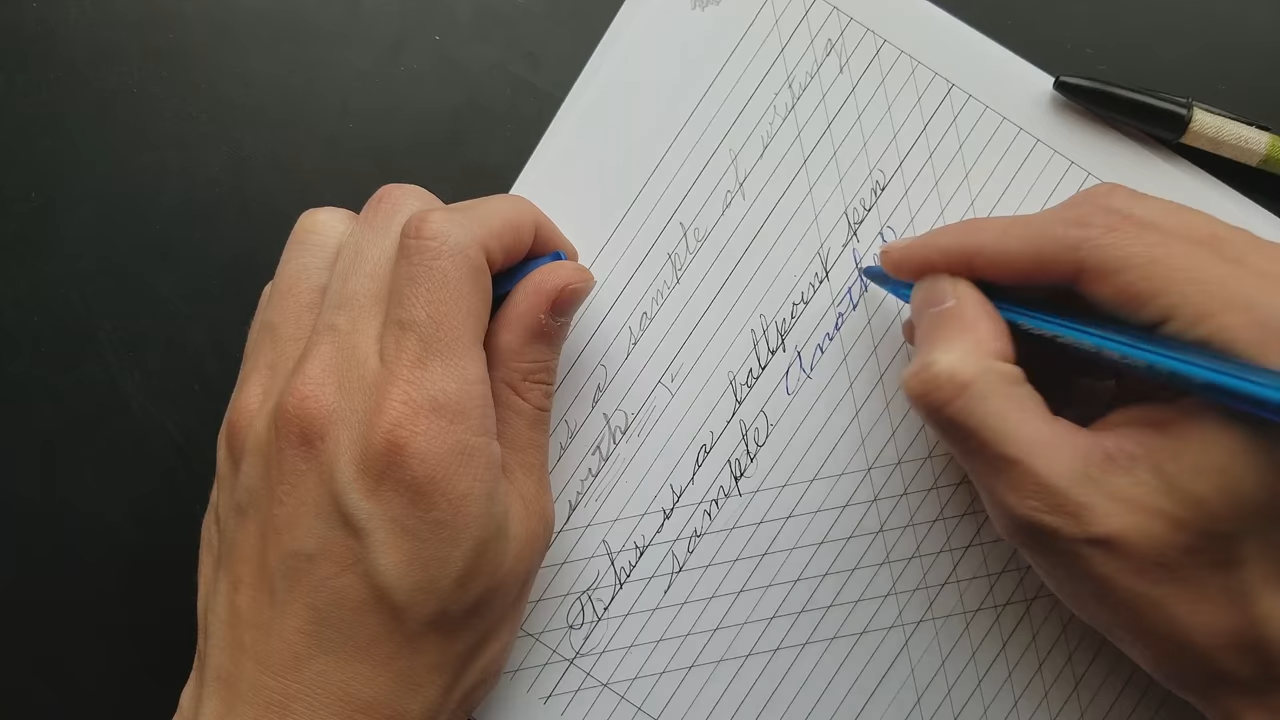 is a sample of writing
with.
This is a ballpoint pen
sample. Another